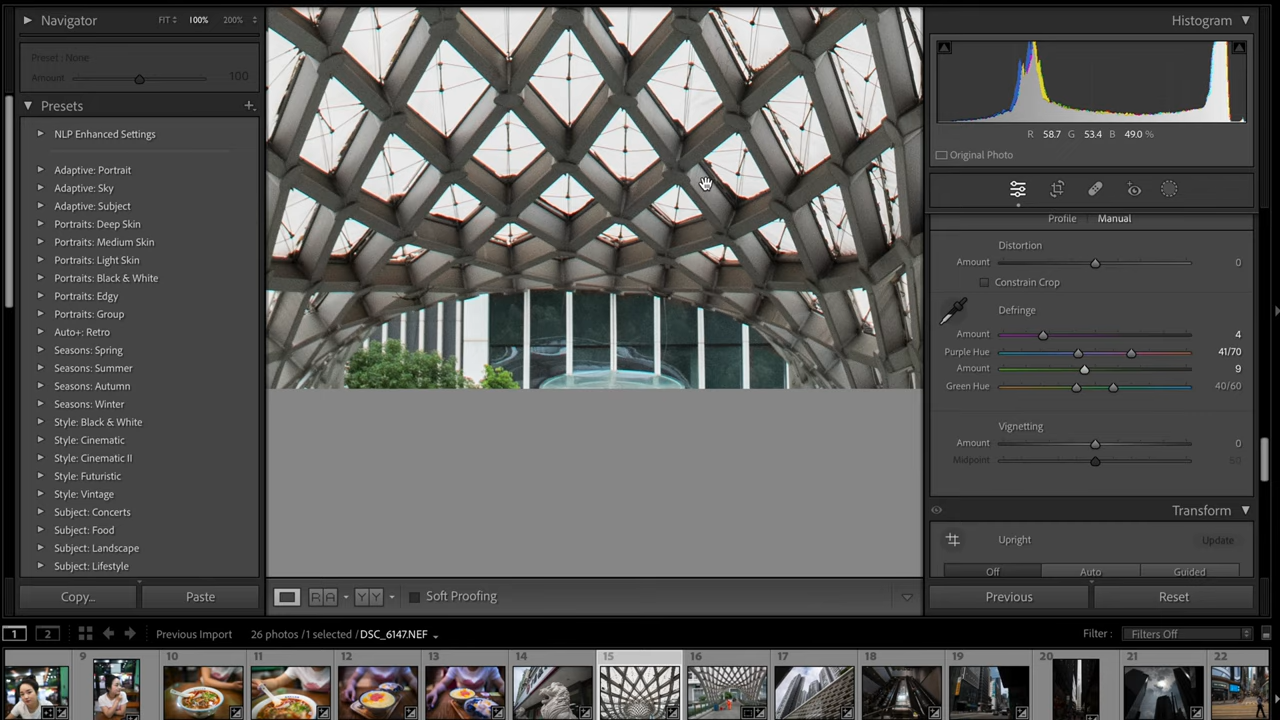 Navigator
FIT 100% 200%
Preset : None
Amount 100
Presets
NLP Enhanced Settings
Adaptive: Portrait
Adaptive: Sky
Adaptive: Subject
Portraits: Deep Skin
Portraits: Medium Skin
Portraits: Light Skin
Portraits: Black & White
Portraits: Edgy
Portraits: Group
Auto+: Retro
Seasons: Spring
Seasons: Summer
Seasons: Autumn
Seasons: Winter
Style: Black & White
Style: Cinematic
Style: Cinematic II
Style: Futuristic
Style: Vintage
Subject: Concerts
Subject: Food
Subject: Landscape
Subject: Lifestyle
Copy... Paste
R A Y Y Soft Proofing
Histogram
R 58.7 G 53.4 B 49.0 %
Original Photo
Profile Manual
Distortion
Amount 0
Constrain Crop
Defringe
Amount 4
Purple Hue 41/70
Amount 9
Green Hue 40/60
Vignetting
Amount 0
Midpoint
Transform
Upright Update
Off Auto Guided
Previous Reset
1 2 Previous Import 26 photos / 1 selected / DSC_6147.NEF Filter : Filters Off
9 10 11 12 13 14 15 16 17 18 19 20 21 22